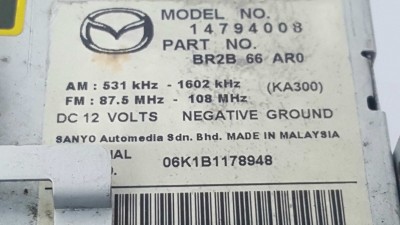 MODEL NO.
14794008
PART NO.
BR2B 66 AR0
AM : 531 kHz - 1602 kHz (KA300)
FM : 87.5 MHz - 108 MHz
DC 12 VOLTS NEGATIVE GROUND
SANYO Automedia Sdn. Bhd. MADE IN MALAYSIA
06K1B1178948